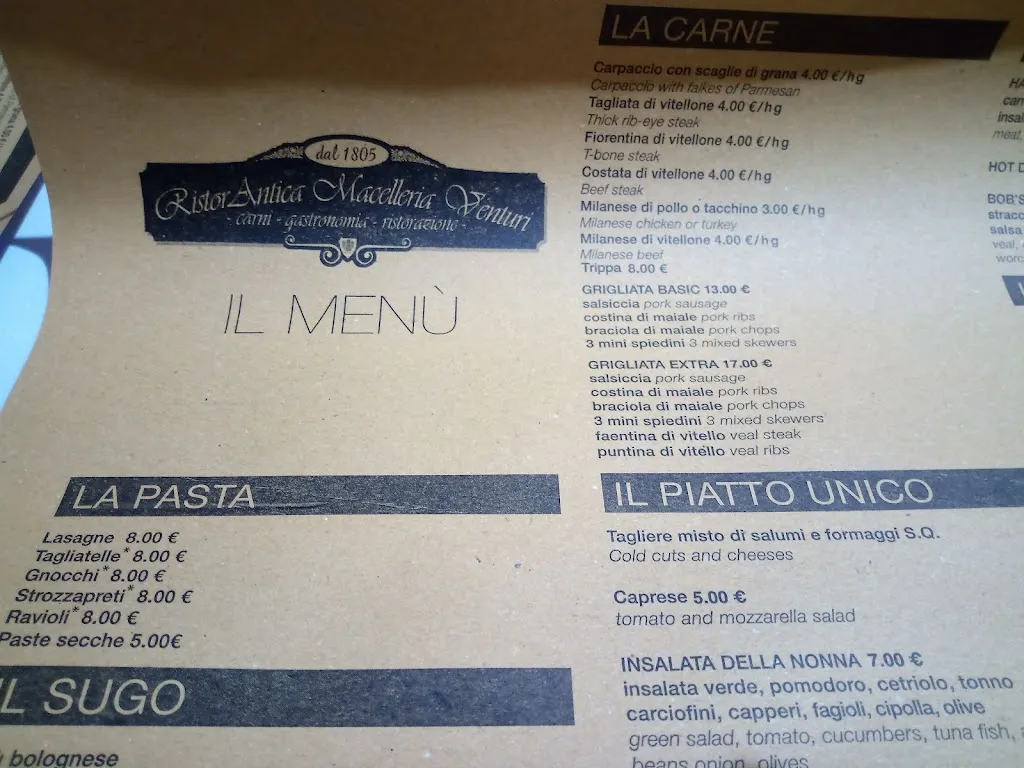 dal 1805
RistorAntica Macelleria Venturi
- carni - gastronomia - ristorazione -
IL MENÙ
LA PASTA
Lasagne 8.00 €
Tagliatelle* 8.00 €
Gnocchi* 8.00 €
Strozzapreti* 8.00 €
Ravioli* 8.00 €
Paste secche 5.00€
IL SUGO
bolognese
LA CARNE
Carpaccio con scaglie di grana 4.00 €/hg
Carpaccio with falkes of Parmesan
Tagliata di vitellone 4.00 €/hg
Thick rib-eye steak
Fiorentina di vitellone 4.00 €/hg
T-bone steak
Costata di vitellone 4.00 €/hg
Beef steak
Milanese di pollo o tacchino 3.00 €/hg
Milanese chicken or turkey
Milanese di vitellone 4.00 €/hg
Milanese beef
Trippa 8.00 €
GRIGLIATA BASIC 13.00 €
salsiccia pork sausage
costina di maiale pork ribs
braciola di maiale pork chops
3 mini spiedini 3 mixed skewers
GRIGLIATA EXTRA 17.00 €
salsiccia pork sausage
costina di maiale pork ribs
braciola di maiale pork chops
3 mini spiedini 3 mixed skewers
faentina di vitello veal steak
puntina di vitello veal ribs
IL PIATTO UNICO
Tagliere misto di salumi e formaggi S.Q.
Cold cuts and cheeses
Caprese 5.00 €
tomato and mozzarella salad
INSALATA DELLA NONNA 7.00 €
insalata verde, pomodoro, cetriolo, tonno
carciofini, capperi, fagioli, cipolla, olive
green salad, tomato, cucumbers, tuna fish,
beans onion, olives
HOT D
BOB'S
stracc
salsa
veal,
worc